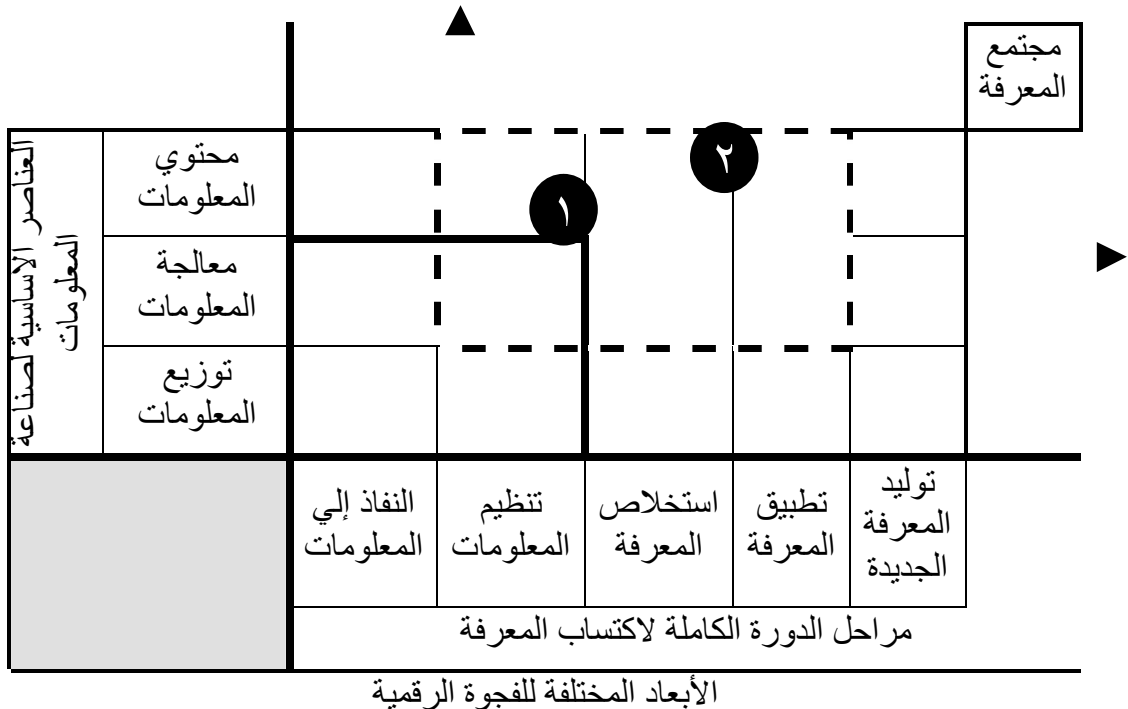 مجتمع
المعرفة
العناصر الاساسية لصناعة
المعلومات
محتوي
المعلومات
معالجة
المعلومات
توزيع
المعلومات
٢
١
النفاذ إلي
المعلومات
تنظيم
المعلومات
استخلاص
المعرفة
تطبيق
المعرفة
توليد
المعرفة
الجديدة
مراحل الدورة الكاملة لاكتساب المعرفة
الأبعاد المختلفة للفجوة الرقمية